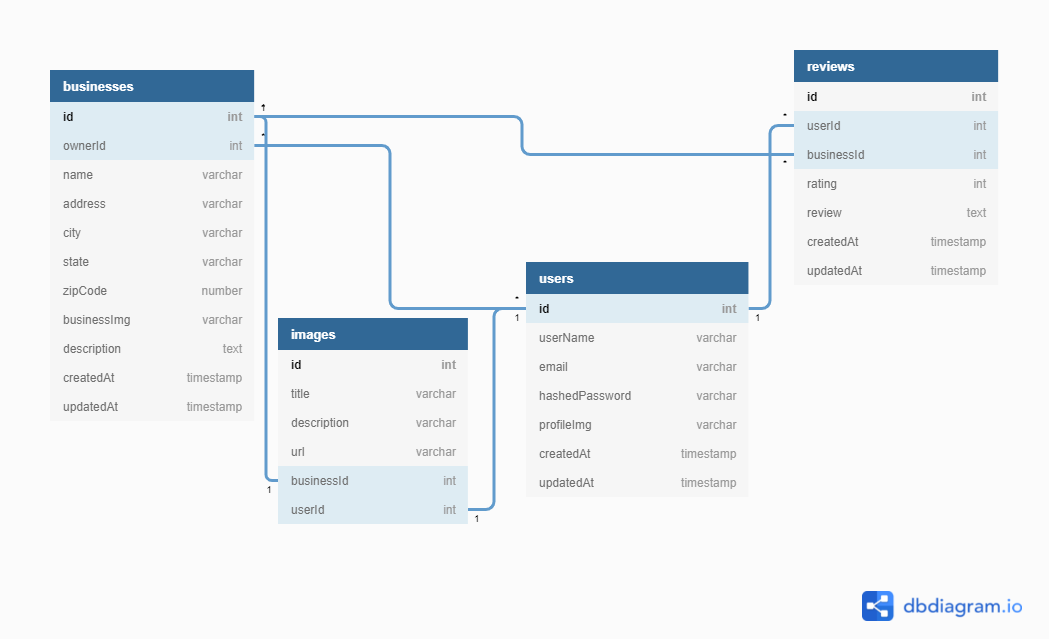 businesses
id int
ownerId int
name varchar
address varchar
city varchar
state varchar
zipCode number
businessImg varchar
description text
createdAt timestamp
updatedAt timestamp
1
*
1
images
id int
title varchar
description varchar
url varchar
businessId int
userId int
1
1
users
id int
userName varchar
email varchar
hashedPassword varchar
profileImg varchar
createdAt timestamp
updatedAt timestamp
*
1
1
reviews
id int
userId int
businessId int
rating int
review text
createdAt timestamp
updatedAt timestamp
*
*
dbdiagram.io